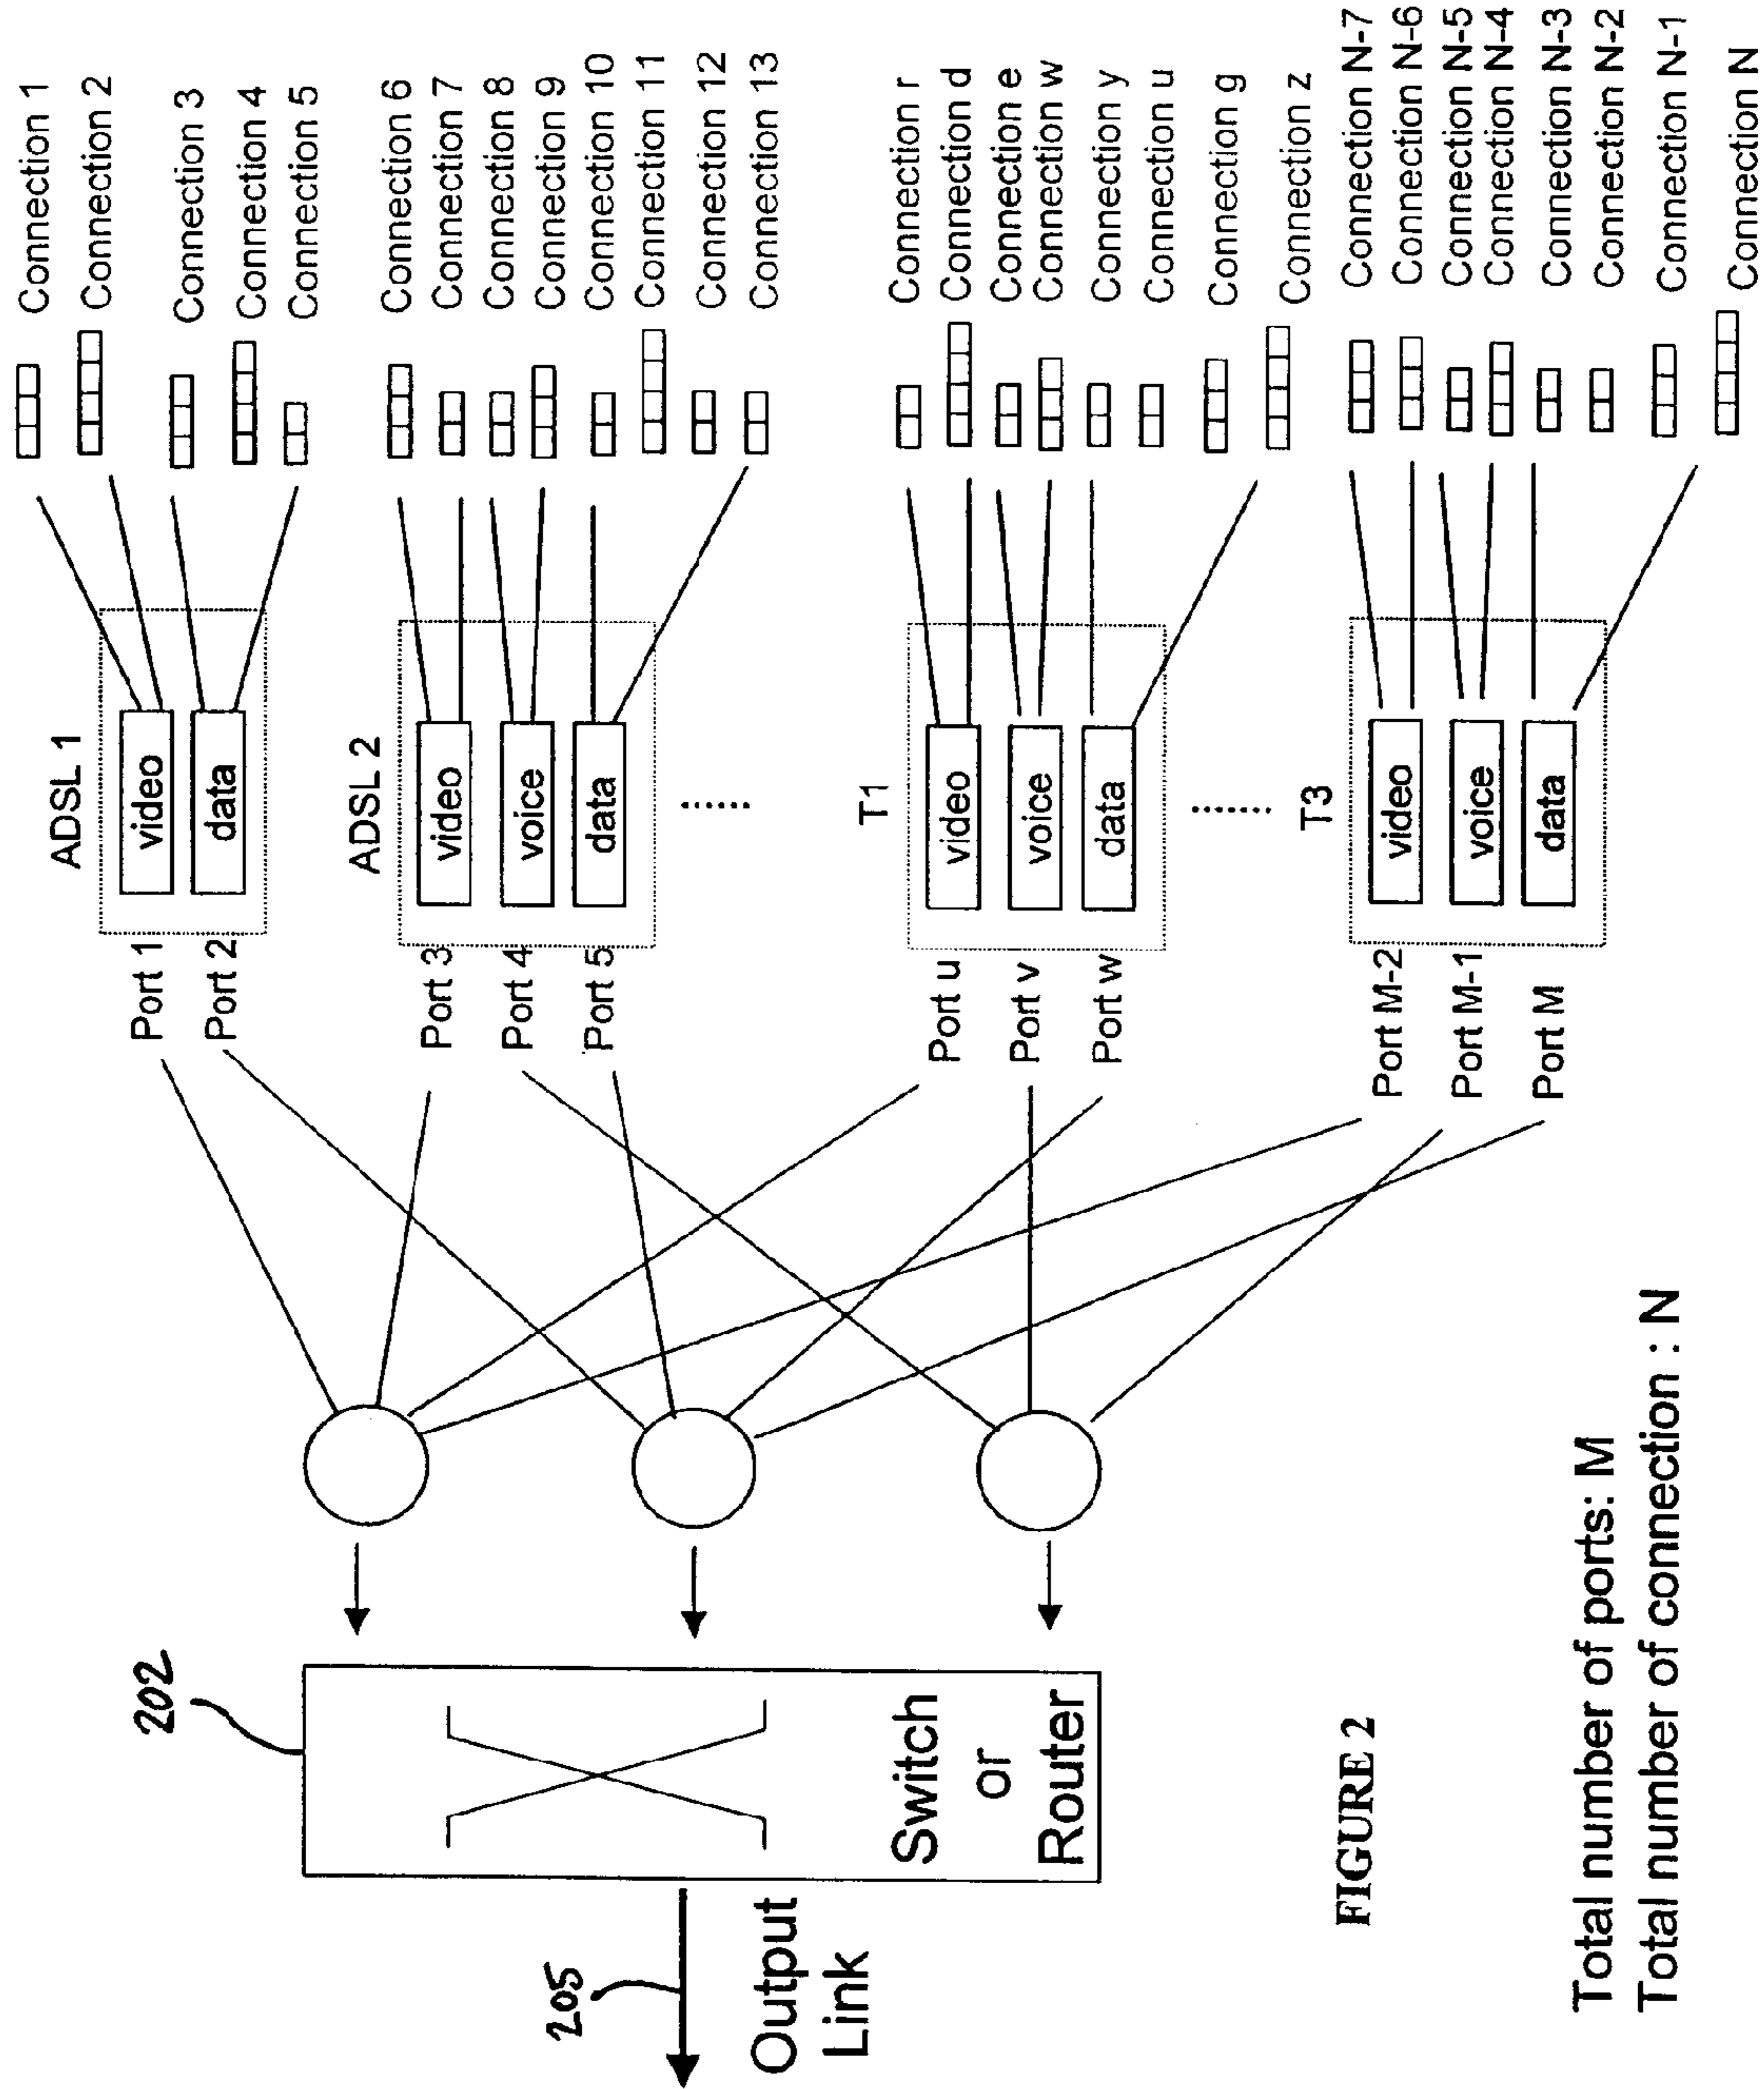 Connection 1
Connection 2
Connection 3
Connection 4
Connection 5
Connection 6
Connection 7
Connection 8
Connection 9
Connection 10
Connection 11
Connection 12
Connection 13
Connection r
Connection d
Connection e
Connection w
Connection y
Connection u
Connection g
Connection z
Connection N-7
Connection N-6
Connection N-5
Connection N-4
Connection N-3
Connection N-2
Connection N-1
Connection N
ADSL 1
video
data
ADSL 2
video
voice
data
......
T1
video
voice
data
......
T3
video
voice
data
Port 1
Port 2
Port 3
Port 4
Port 5
Port u
Port v
Port w
Port M-2
Port M-1
Port M
202
Switch
or
Router
205
Output
Link
FIGURE 2
Total number of ports: M
Total number of connection : N